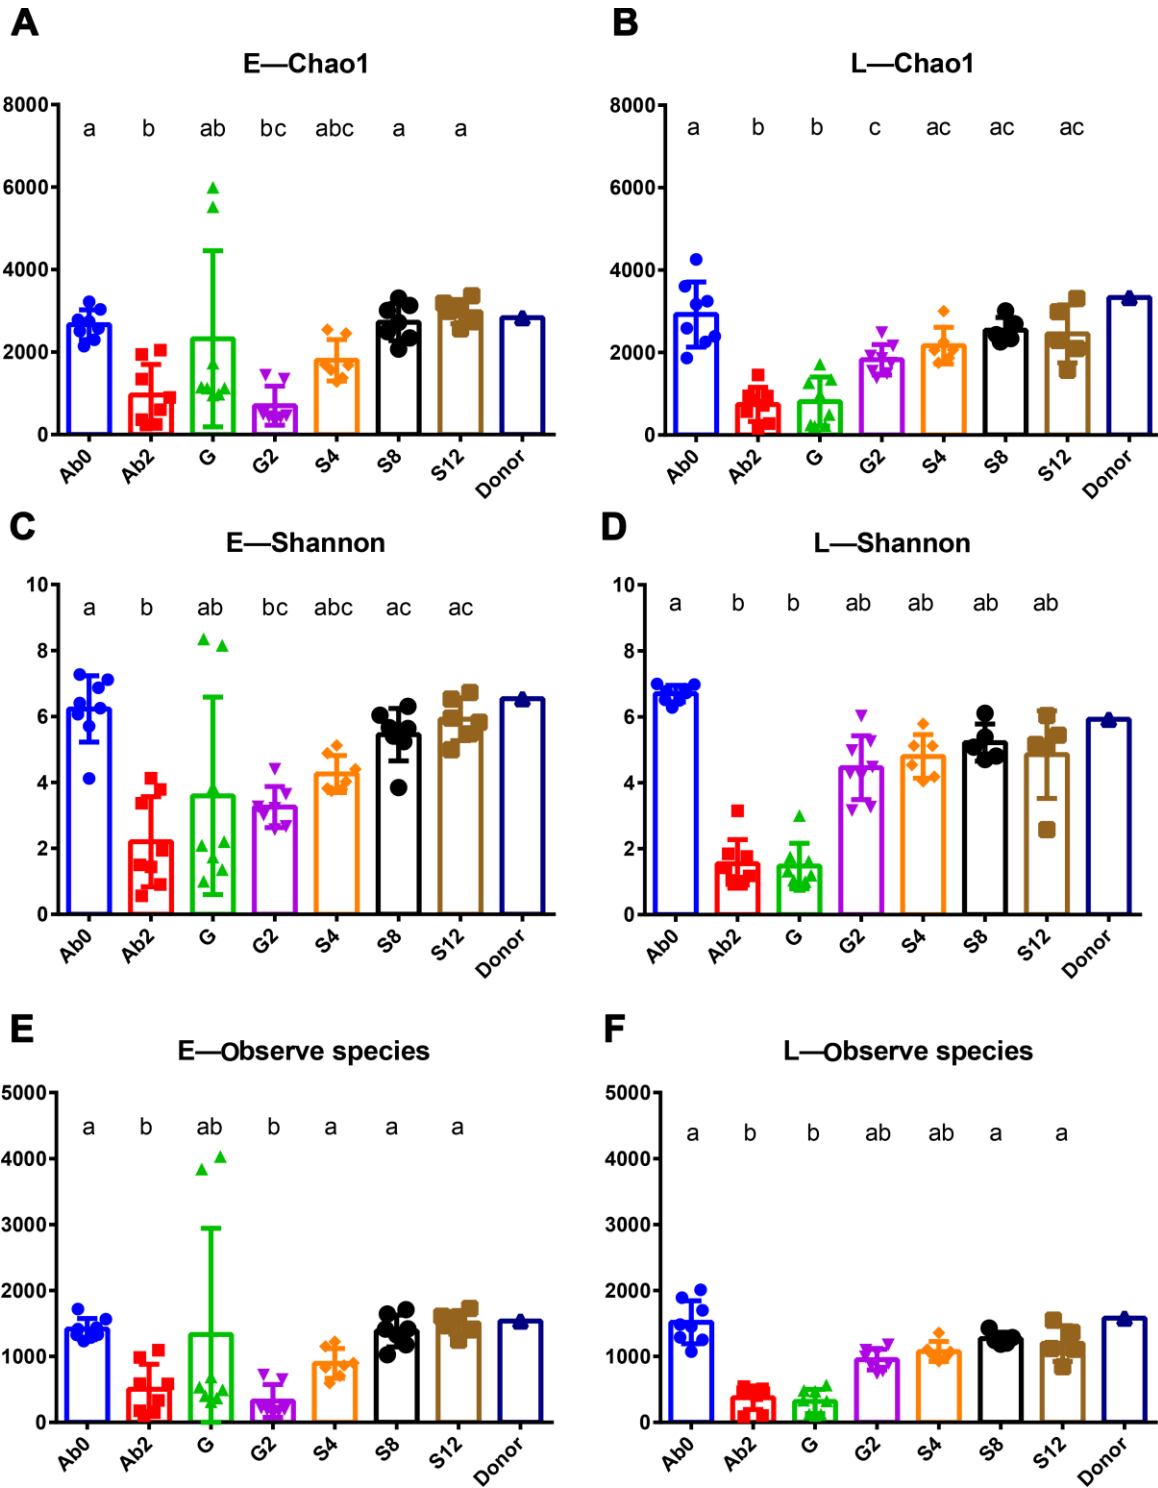 A
E—Chao1
8000
6000
4000
2000
0
a b ab bc abc a a
Ab0 Ab2 G G2 S4 S8 S12 Donor
B
L—Chao1
8000
6000
4000
2000
0
a b b c ac ac ac
Ab0 Ab2 G G2 S4 S8 S12 Donor
C
E—Shannon
10
8
6
4
2
0
a b ab bc abc ac ac
Ab0 Ab2 G G2 S4 S8 S12 Donor
D
L—Shannon
10
8
6
4
2
0
a b b ab ab ab ab
Ab0 Ab2 G G2 S4 S8 S12 Donor
E
E—Observe species
5000
4000
3000
2000
1000
0
a b ab b a a a
Ab0 Ab2 G G2 S4 S8 S12 Donor
F
L—Observe species
5000
4000
3000
2000
1000
0
a b b ab ab a a
Ab0 Ab2 G G2 S4 S8 S12 Donor